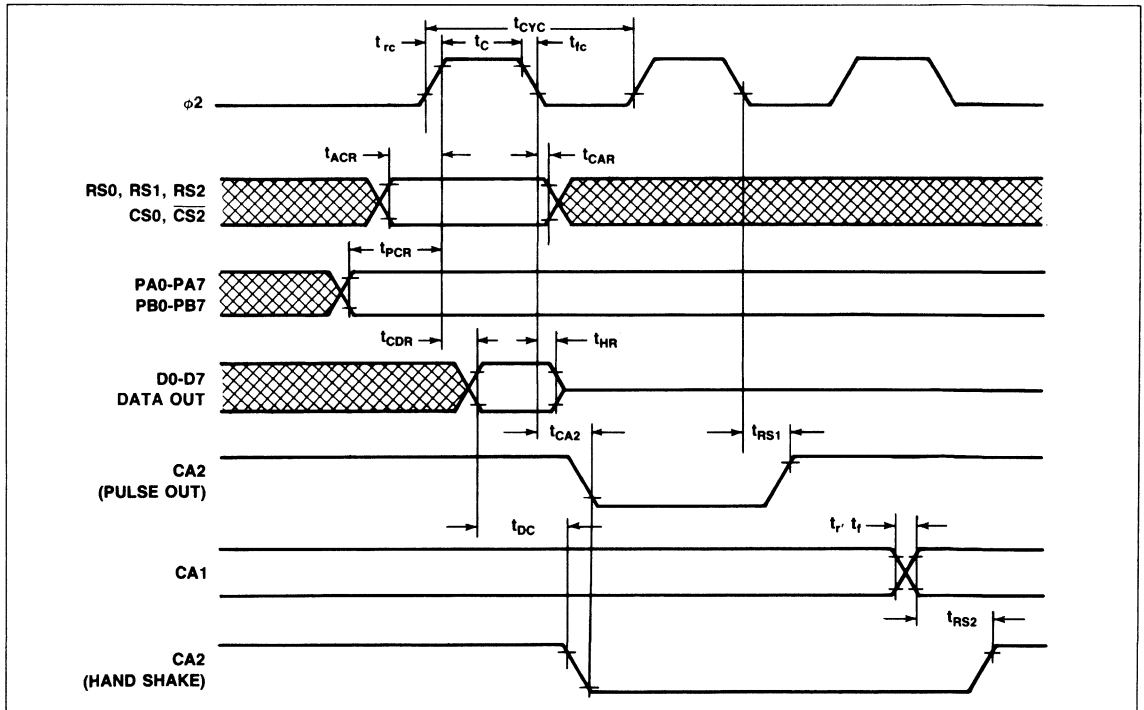 tCYC
trc
tC
tfc
ϕ2
tACR
tCAR
RS0, RS1, RS2
CS0, C̅S̅2̅
tPCR
PA0-PA7
PB0-PB7
tCDR
tHR
D0-D7
DATA OUT
tCA2
tRS1
CA2
(PULSE OUT)
tDC
tr, tf
CA1
tRS2
CA2
(HAND SHAKE)